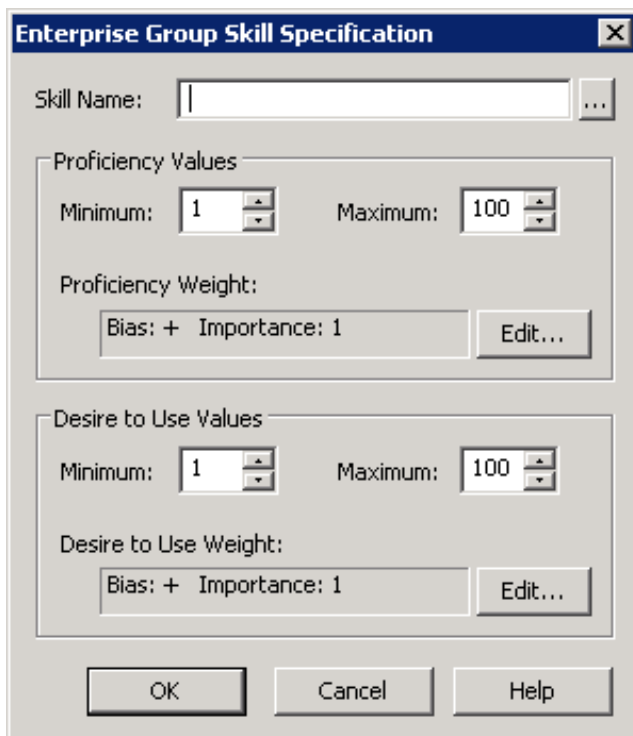 Enterprise Group Skill Specification
Skill Name: ...
Proficiency Values
Minimum: 1 Maximum: 100
Proficiency Weight:
Bias: + Importance: 1 Edit...
Desire to Use Values
Minimum: 1 Maximum: 100
Desire to Use Weight:
Bias: + Importance: 1 Edit...
OK Cancel Help